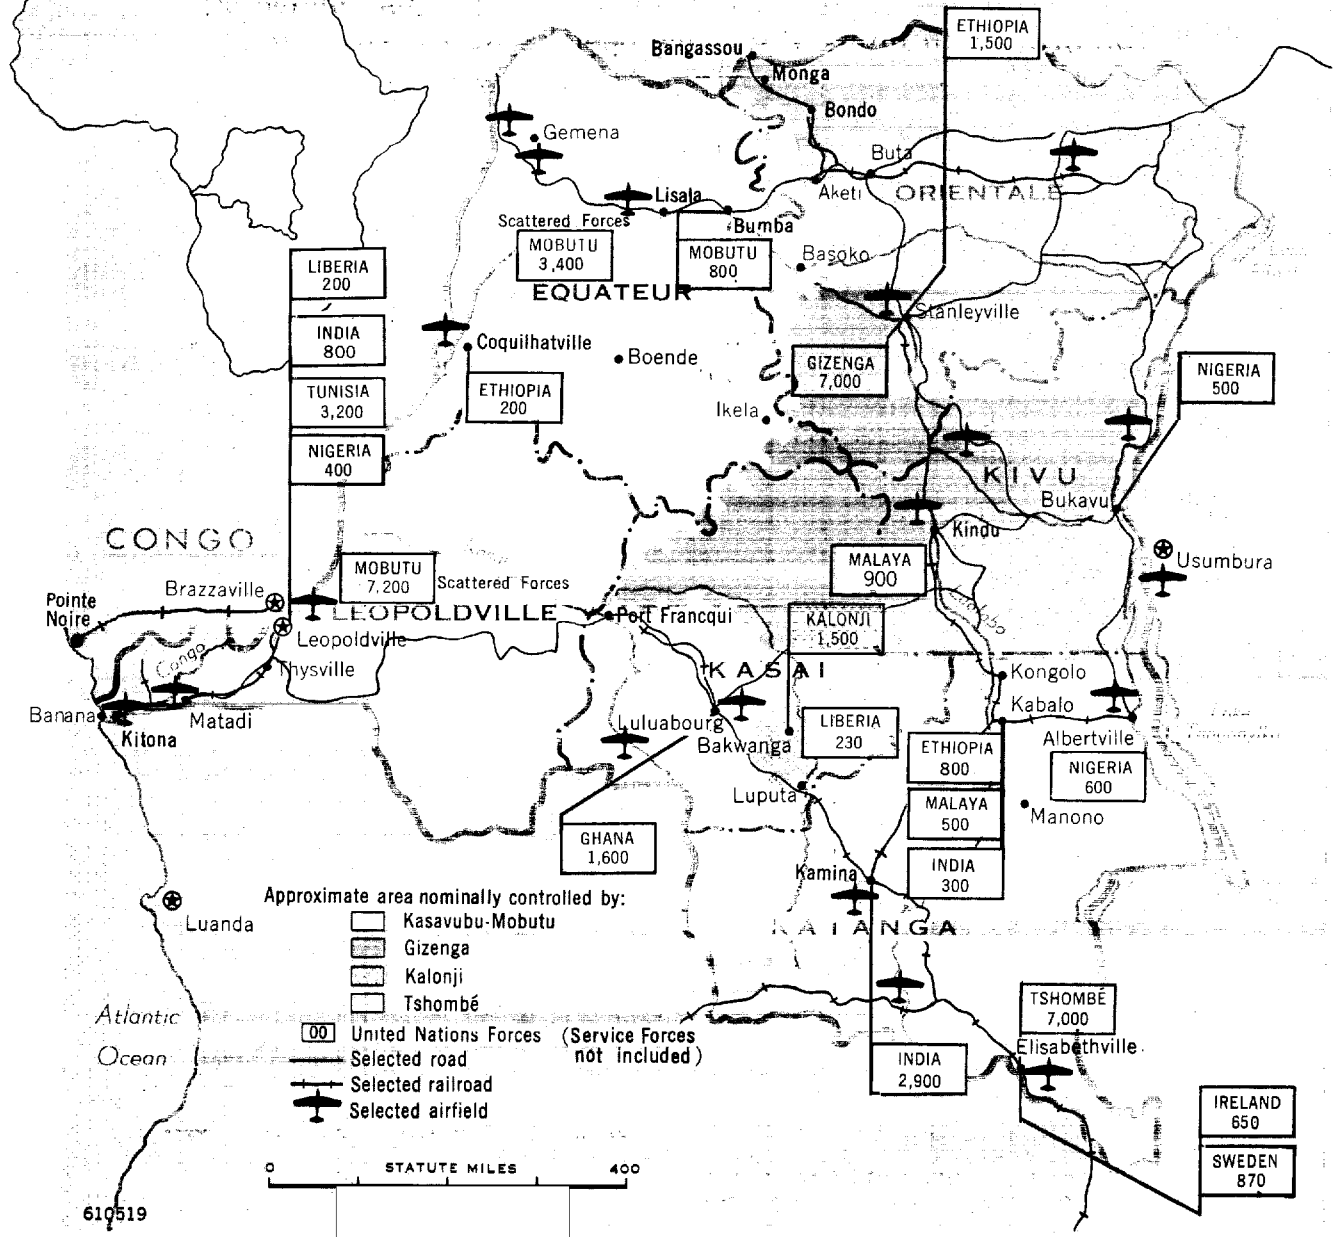 ETHIOPIA
1,500
Bangassou
Monga
Bondo
Gemena
Buta
Aketi
ORIENTALE
Lisala
Scattered Forces
Bumba
MOBUTU
3,400
MOBUTU
800
Basoko
LIBERIA
200
EQUATEUR
Stanleyville
INDIA
800
Coquilhatville
Boende
GIZENGA
7,000
NIGERIA
500
TUNISIA
3,200
ETHIOPIA
200
Ikela
NIGERIA
400
KIVU
Bukavu
CONGO
Kindu
MALAYA
900
Usumbura
MOBUTU
7,200
Scattered Forces
Brazzaville
Pointe
Noire
LEOPOLDVILLE
Port Francqui
KALONJI
1,500
Leopoldville
Congo
Thysville
KASAI
Kongolo
Banana
Matadi
Kitona
Luluabourg
Bakwanga
LIBERIA
230
Kabalo
Albertville
ETHIOPIA
800
NIGERIA
600
Luputa
MALAYA
500
Manono
GHANA
1,600
INDIA
300
Kamina
Luanda
KATANGA
Approximate area nominally controlled by:
Kasavubu-Mobutu
Gizenga
Kalonji
Tshombé
00 United Nations Forces (Service Forces
not included)
Selected road
Selected railroad
Selected airfield
Atlantic
Ocean
TSHOMBÉ
7,000
Elisabethville
INDIA
2,900
IRELAND
650
SWEDEN
870
0 STATUTE MILES 400
610519